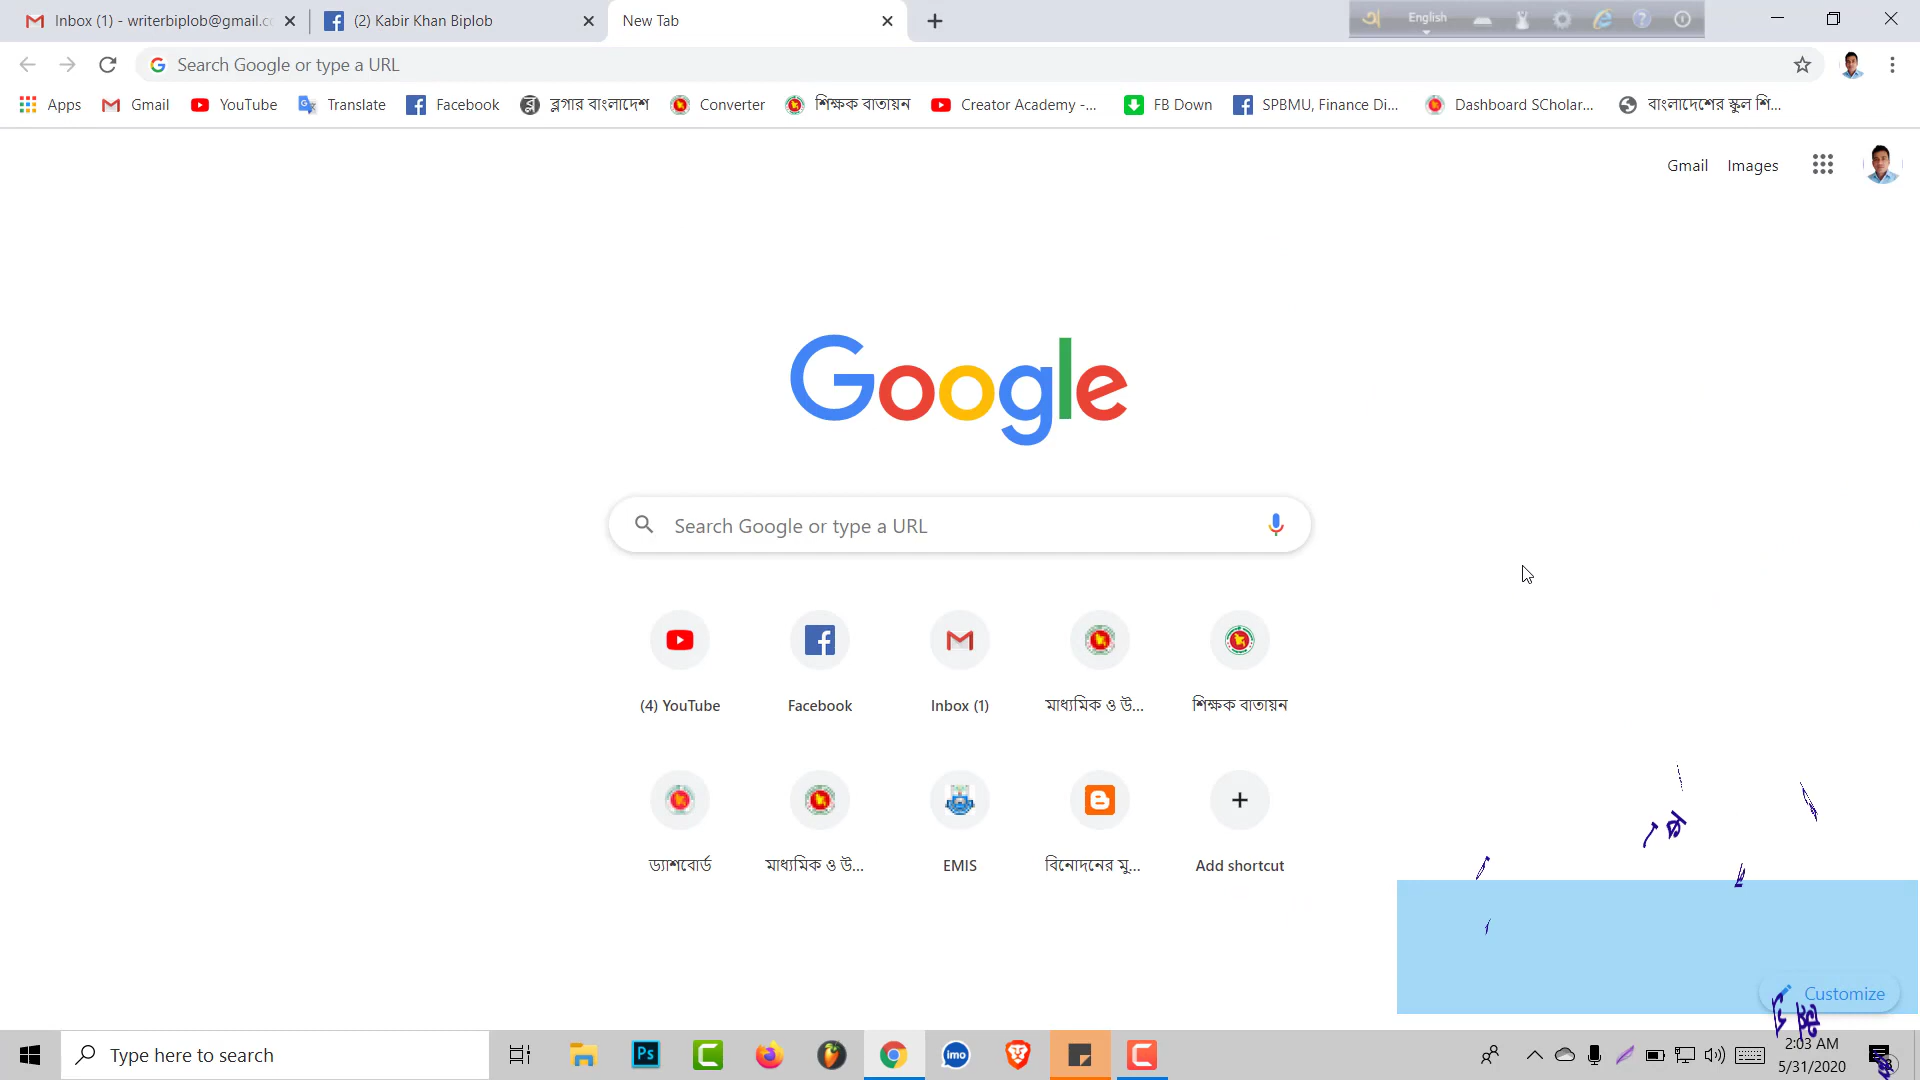 Inbox (1) - writerbiplob@gmail.c
(2) Kabir Khan Biplob
New Tab
English
Search Google or type a URL
Apps
Gmail
YouTube
Translate
Facebook
ব্লগার বাংলাদেশ
Converter
শিক্ষক বাতায়ন
Creator Academy -...
FB Down
SPBMU, Finance Di...
Dashboard SCholar...
বাংলাদেশের স্কুল শি...
Gmail
Images
Google
Search Google or type a URL
(4) YouTube
Facebook
Inbox (1)
মাধ্যমিক ও উ...
শিক্ষক বাতায়ন
ড্যাশবোর্ড
মাধ্যমিক ও উ...
EMIS
বিনোদনের মু...
Add shortcut
Customize
Type here to search
Ps
imo
2:03 AM
5/31/2020